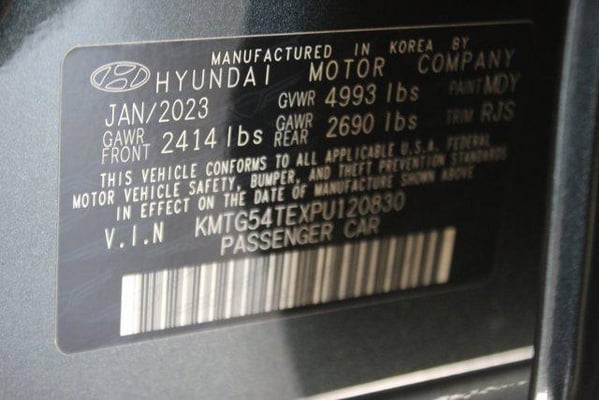 MANUFACTURED IN KOREA BY
HYUNDAI MOTOR COMPANY
JAN/2023 GVWR 4993 lbs PAINT MDY
GAWR FRONT 2414 lbs GAWR REAR 2690 lbs TRIM RJS
THIS VEHICLE CONFORMS TO ALL APPLICABLE U.S.A. FEDERAL
MOTOR VEHICLE SAFETY, BUMPER, AND THEFT PREVENTION STANDARDS
IN EFFECT ON THE DATE OF MANUFACTURE SHOWN ABOVE
V.I.N KMTG54TEXPU120830
PASSENGER CAR